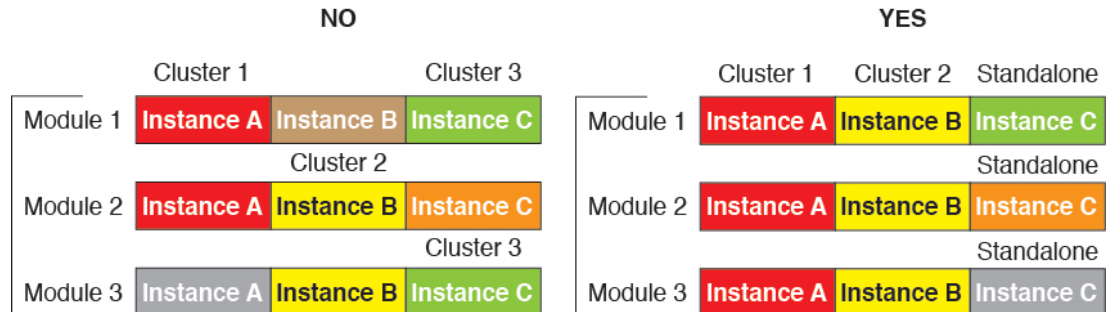 NO
Cluster 1 Cluster 3
Module 1 Instance A Instance B Instance C
Cluster 2
Module 2 Instance A Instance B Instance C
Cluster 3
Module 3 Instance A Instance B Instance C
YES
Cluster 1 Cluster 2 Standalone
Module 1 Instance A Instance B Instance C
Standalone
Module 2 Instance A Instance B Instance C
Standalone
Module 3 Instance A Instance B Instance C